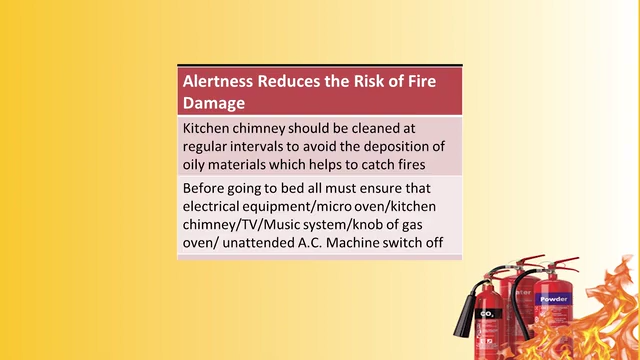 Alertness Reduces the Risk of Fire
Damage
Kitchen chimney should be cleaned at
regular intervals to avoid the deposition of
oily materials which helps to catch fires
Before going to bed all must ensure that
electrical equipment/micro oven/kitchen
chimney/TV/Music system/knob of gas
oven/ unattended A.C. Machine switch off
CO₂
Powder